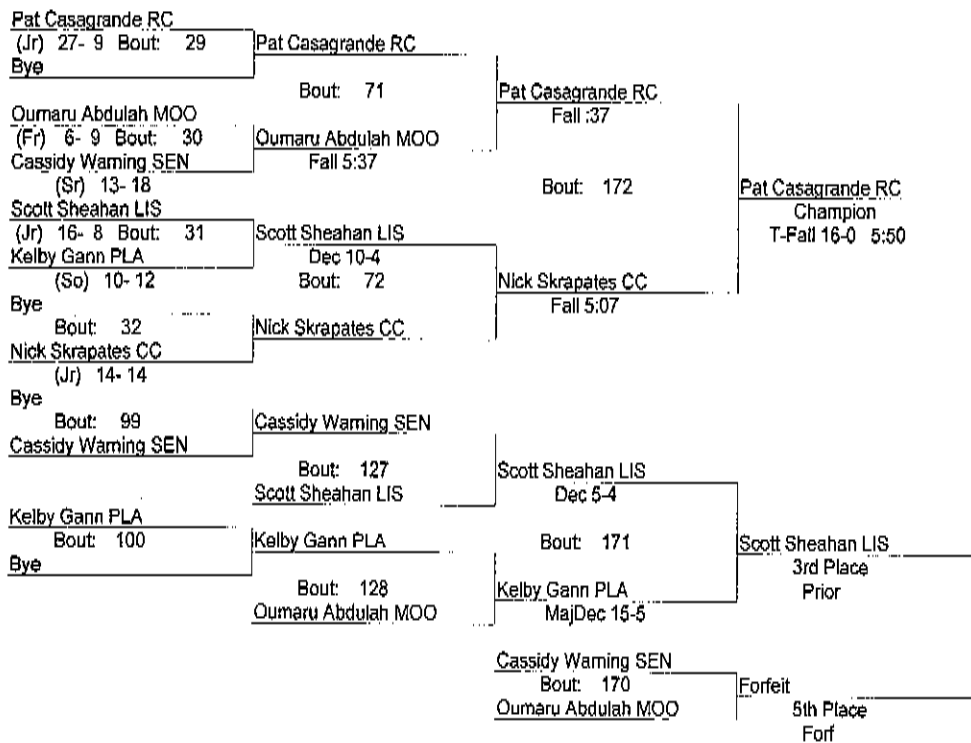 Pat Casagrande RC
(Jr) 27- 9 Bout: 29
Bye
Pat Casagrande RC
Bout: 71
Oumaru Abdulah MOO
(Fr) 6- 9 Bout: 30
Cassidy Warning SEN
(Sr) 13- 18
Oumaru Abdulah MOO
Fall 5:37
Pat Casagrande RC
Fall :37
Bout: 172
Scott Sheahan LIS
(Jr) 16- 8 Bout: 31
Kelby Gann PLA
(So) 10- 12
Scott Sheahan LIS
Dec 10-4
Bout: 72
Bye
Bout: 32
Nick Skrapates CC
(Jr) 14- 14
Nick Skrapates CC
Nick Skrapates CC
Fall 5:07
Pat Casagrande RC
Champion
T-Fatl 16-0 5:50
Bye
Bout: 99
Cassidy Warning SEN
Cassidy Warning SEN
Bout: 127
Scott Sheahan LIS
Scott Sheahan LIS
Dec 5-4
Bout: 171
Kelby Gann PLA
Bout: 100
Bye
Kelby Gann PLA
Bout: 128
Oumaru Abdulah MOO
Kelby Gann PLA
MajDec 15-5
Scott Sheahan LIS
3rd Place
Prior
Cassidy Warning SEN
Bout: 170
Oumaru Abdulah MOO
Forfeit
5th Place
Forf